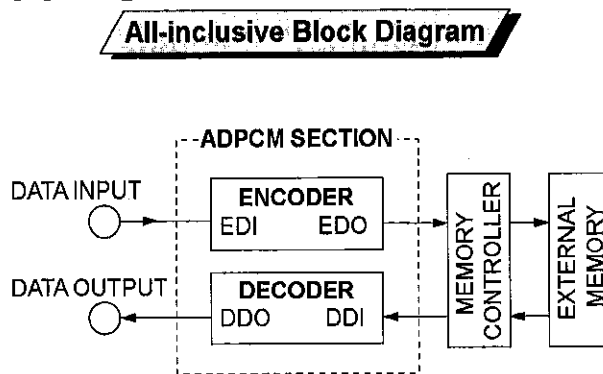 All-inclusive Block Diagram
ADPCM SECTION
DATA INPUT
ENCODER
EDI EDO
DATA OUTPUT
DECODER
DDO DDI
MEMORY
CONTROLLER
EXTERNAL
MEMORY